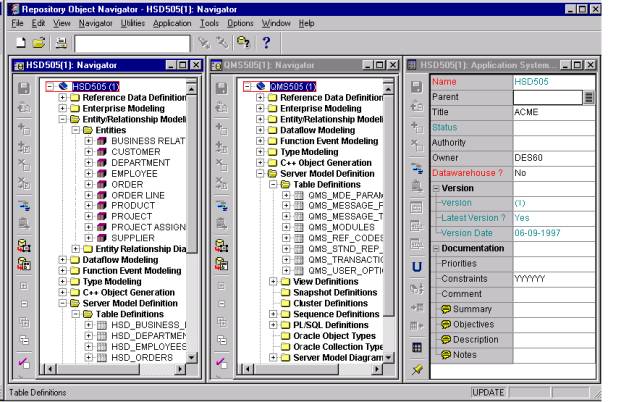 Repository Object Navigator - HSD505(1): Navigator
File Edit View Navigator Utilities Application Tools Options Window Help
HSD505(1): Navigator
HSD505 (1)
Reference Data Definition
Enterprise Modeling
Entity/Relationship Modeli
Entities
BUSINESS RELAT
CUSTOMER
DEPARTMENT
EMPLOYEE
ORDER
ORDER LINE
PRODUCT
PROJECT
PROJECT ASSIGN
SUPPLIER
Entity Relationship Dia
Dataflow Modeling
Function Event Modeling
Type Modeling
C++ Object Generation
Server Model Definition
Table Definitions
HSD_BUSINESS_
HSD_DEPARTMEN
HSD_EMPLOYEES
HSD_ORDERS
QMS505(1): Navigator
QMS505 (1)
Reference Data Definition
Enterprise Modeling
Entity/Relationship Modeli
Dataflow Modeling
Function Event Modeling
Type Modeling
C++ Object Generation
Server Model Definition
Table Definitions
QMS_MDE_PARAM
QMS_MESSAGE_F
QMS_MESSAGE_T
QMS_MODULES
QMS_REF_CODES
QMS_STND_REP_
QMS_TRANSACTIO
QMS_USER_OPTIO
View Definitions
Snapshot Definitions
Cluster Definitions
Sequence Definitions
PL/SQL Definitions
Oracle Object Types
Oracle Collection Type
Server Model Diagram
HSD505(1): Application System...
Name HSD505
Parent
Title ACME
Status
Authority
Owner DES60
Datawarehouse ? No
Version
Version (1)
Latest Version ? Yes
Version Date 06-09-1997
Documentation
Priorities
Constraints YYYYYY
Comment
Summary
Objectives
Description
Notes
Table Definitions UPDATE